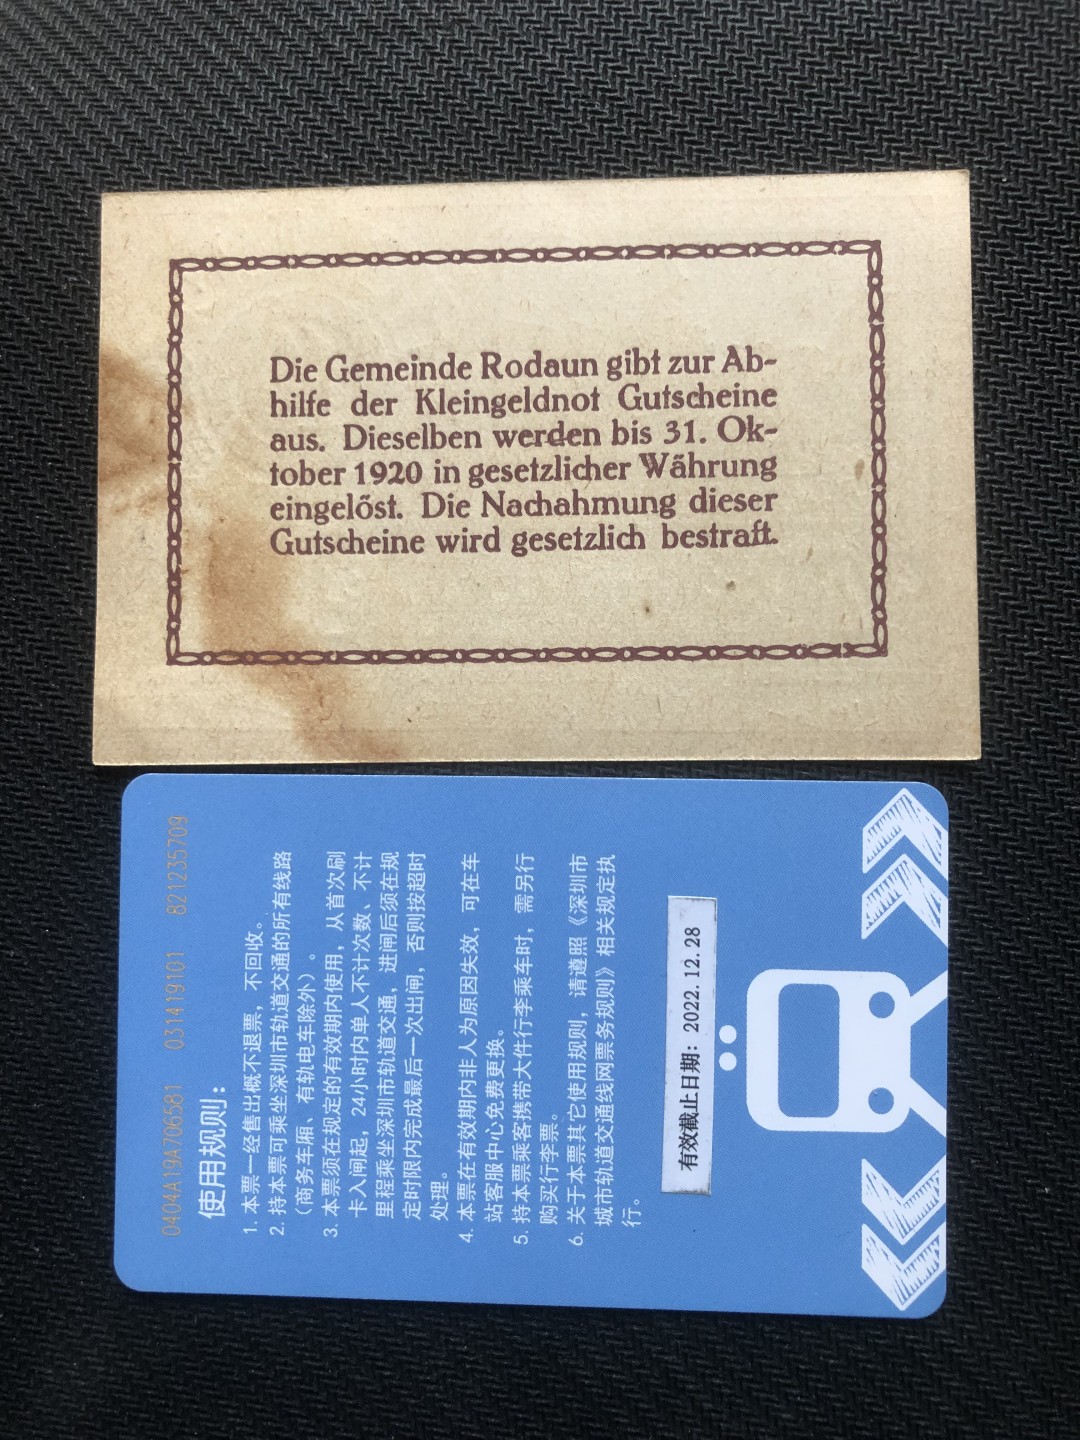 Die Gemeinde Rodaun gibt zur Ab-
hilfe der Kleingeldnot Gutscheine
aus. Dieselben werden bis 31. Ok-
tober 1920 in gesetzlicher Währung
eingelöst. Die Nachahmung dieser
Gutscheine wird gesetzlich bestraft.
0404A19A706581 031419101 821235709
使用规则：
1. 本票一经售出概不退票，不回收。
2. 持本票可乘坐深圳市轨道交通的所有线路
（商务车厢、有轨电车除外）。
3. 本票须在规定的有效期内使用，从首次刷
卡入闸起，24小时内单人不计次数、不计
里程乘坐深圳市轨道交通，进闸后须在规
定时限内完成最后一次出闸，否则按超时
处理。
4. 本票在有效期内非人为原因失效，可在车
站客服中心免费更换。
5. 持本票乘客携带大件行李乘车时，需另行
购买行李票。
6. 关于本票其它使用规则，请遵照《深圳市
城市轨道交通线网票务规则》相关规定执
行。
有效截止日期：2022.12.28